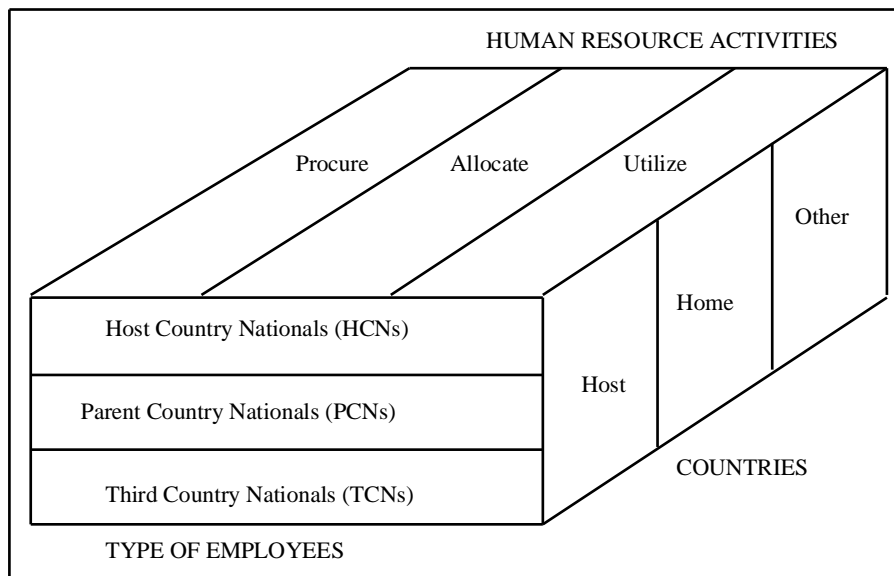 HUMAN RESOURCE ACTIVITIES
Procure
Allocate
Utilize
Other
Host Country Nationals (HCNs)
Home
Host
Parent Country Nationals (PCNs)
COUNTRIES
Third Country Nationals (TCNs)
TYPE OF EMPLOYEES